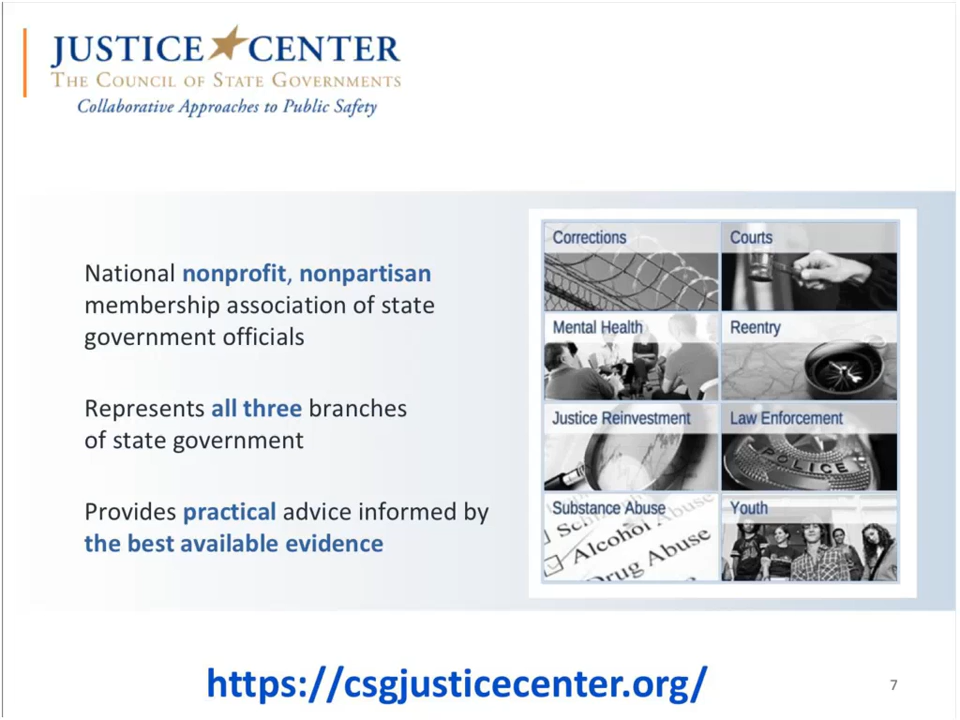 JUSTICE CENTER
THE COUNCIL OF STATE GOVERNMENTS
Collaborative Approaches to Public Safety
National nonprofit, nonpartisan
membership association of state
government officials
Represents all three branches
of state government
Provides practical advice informed by
the best available evidence
Corrections
Courts
Mental Health
Reentry
Justice Reinvestment
Law Enforcement
POLICE
Substance Abuse
Abuse
Alcohol
Drug Abuse
Youth
https://csgjusticecenter.org/
7